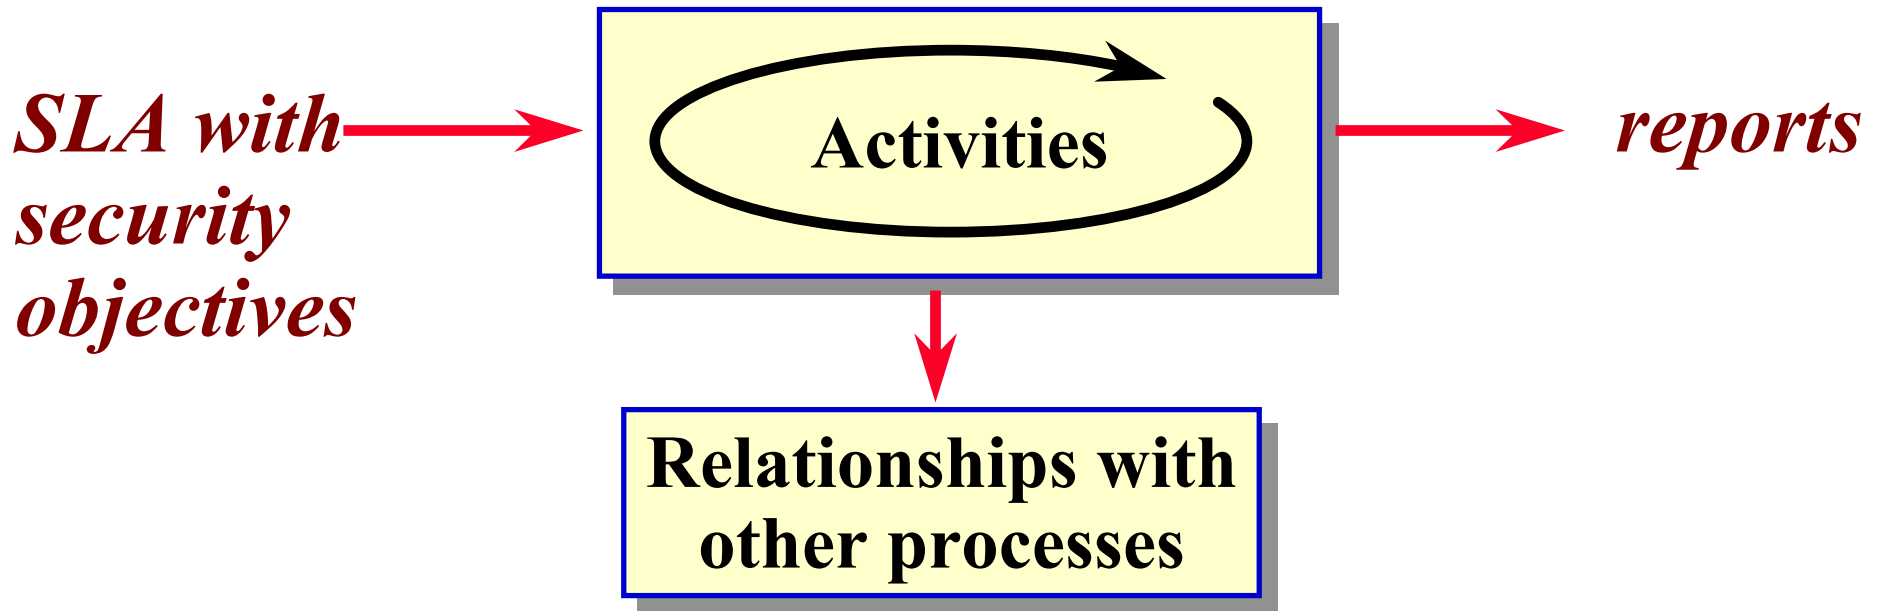 SLA with
security
objectives
Activities
reports
Relationships with
other processes